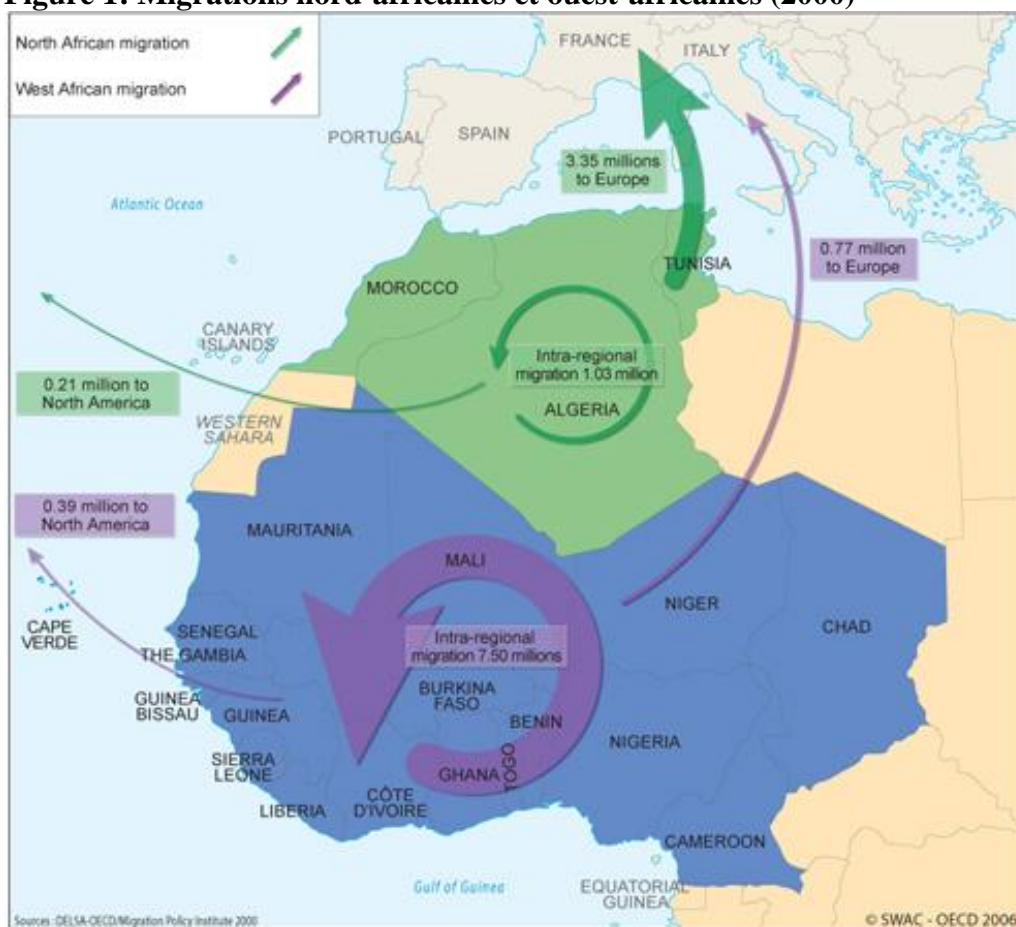 Figure 1: Migrations nord-africaines et ouest-africaines (2000)
North African migration
West African migration
FRANCE
ITALY
PORTUGAL
SPAIN
3.35 millions
to Europe
Atlantic Ocean
0.77 million
to Europe
TUNISIA
MOROCCO
CANARY
ISLANDS
Intra-regional
migration 1.03 million
0.21 million to
North America
ALGERIA
WESTERN
SAHARA
0.39 million to
North America
MAURITANIA
MALI
NIGER
CHAD
CAPE
VERDE
SENEGAL
THE GAMBIA
Intra-regional
migration 7.50 millions
GUINEA
BISSAU
GUINEA
BURKINA
FASO
BENIN
NIGERIA
SIERRA
LEONE
GHANA
TOGO
LIBERIA
CÔTE
D'IVOIRE
CAMEROON
Gulf of Guinea
EQUATORIAL
GUINEA
Sources : DELSA-OECD/Migration Policy Institute 2000
© SWAC - OECD 2006